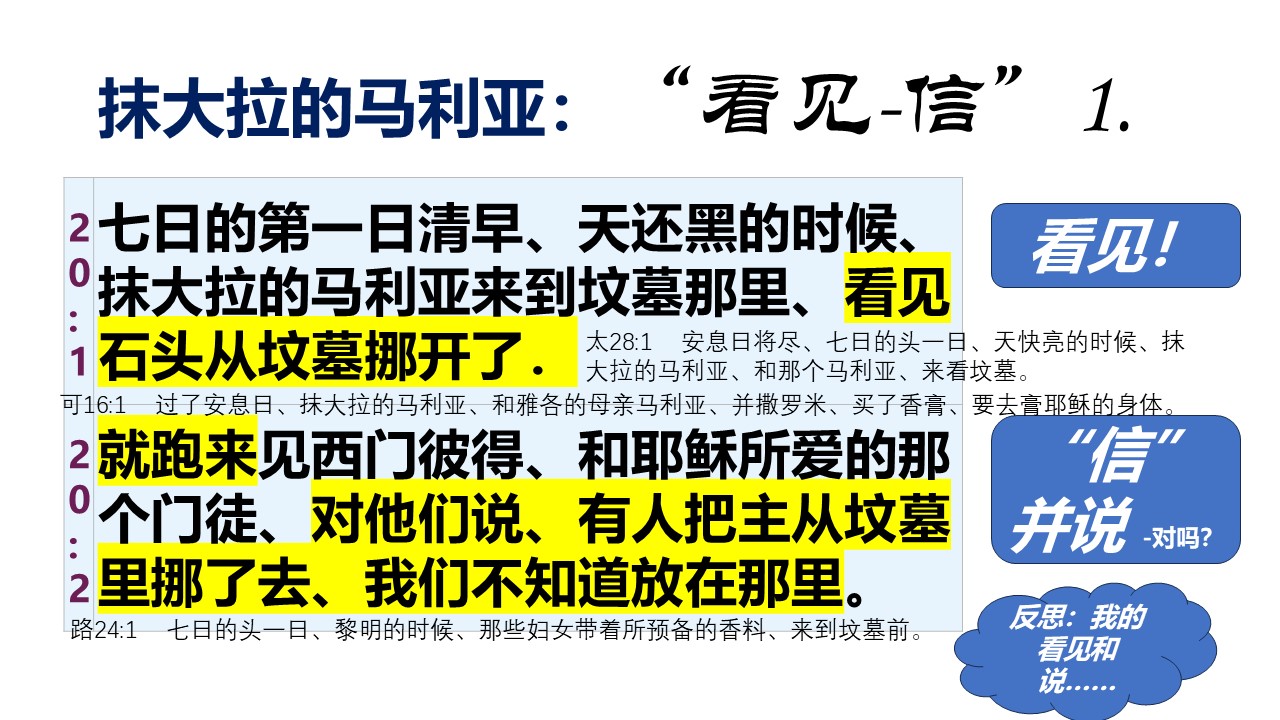 抹大拉的马利亚：“看见-信” 1.
20:1
七日的第一日清早、天还黑的时候、
抹大拉的马利亚来到坟墓那里、看见
石头从坟墓挪开了．
太28:1 安息日将尽、七日的头一日、天快亮的时候、抹
大拉的马利亚、和那个马利亚、来看坟墓。
可16:1 过了安息日、抹大拉的马利亚、和雅各的母亲马利亚、并撒罗米、买了香膏、要去膏耶稣的身体。
20:2
就跑来见西门彼得、和耶稣所爱的那
个门徒、对他们说、有人把主从坟墓
里挪了去、我们不知道放在那里。
路24:1 七日的头一日、黎明的时候、那些妇女带着所预备的香料、来到坟墓前。
看见！
“信”
并说 -对吗？
反思：我的
看见和
说……